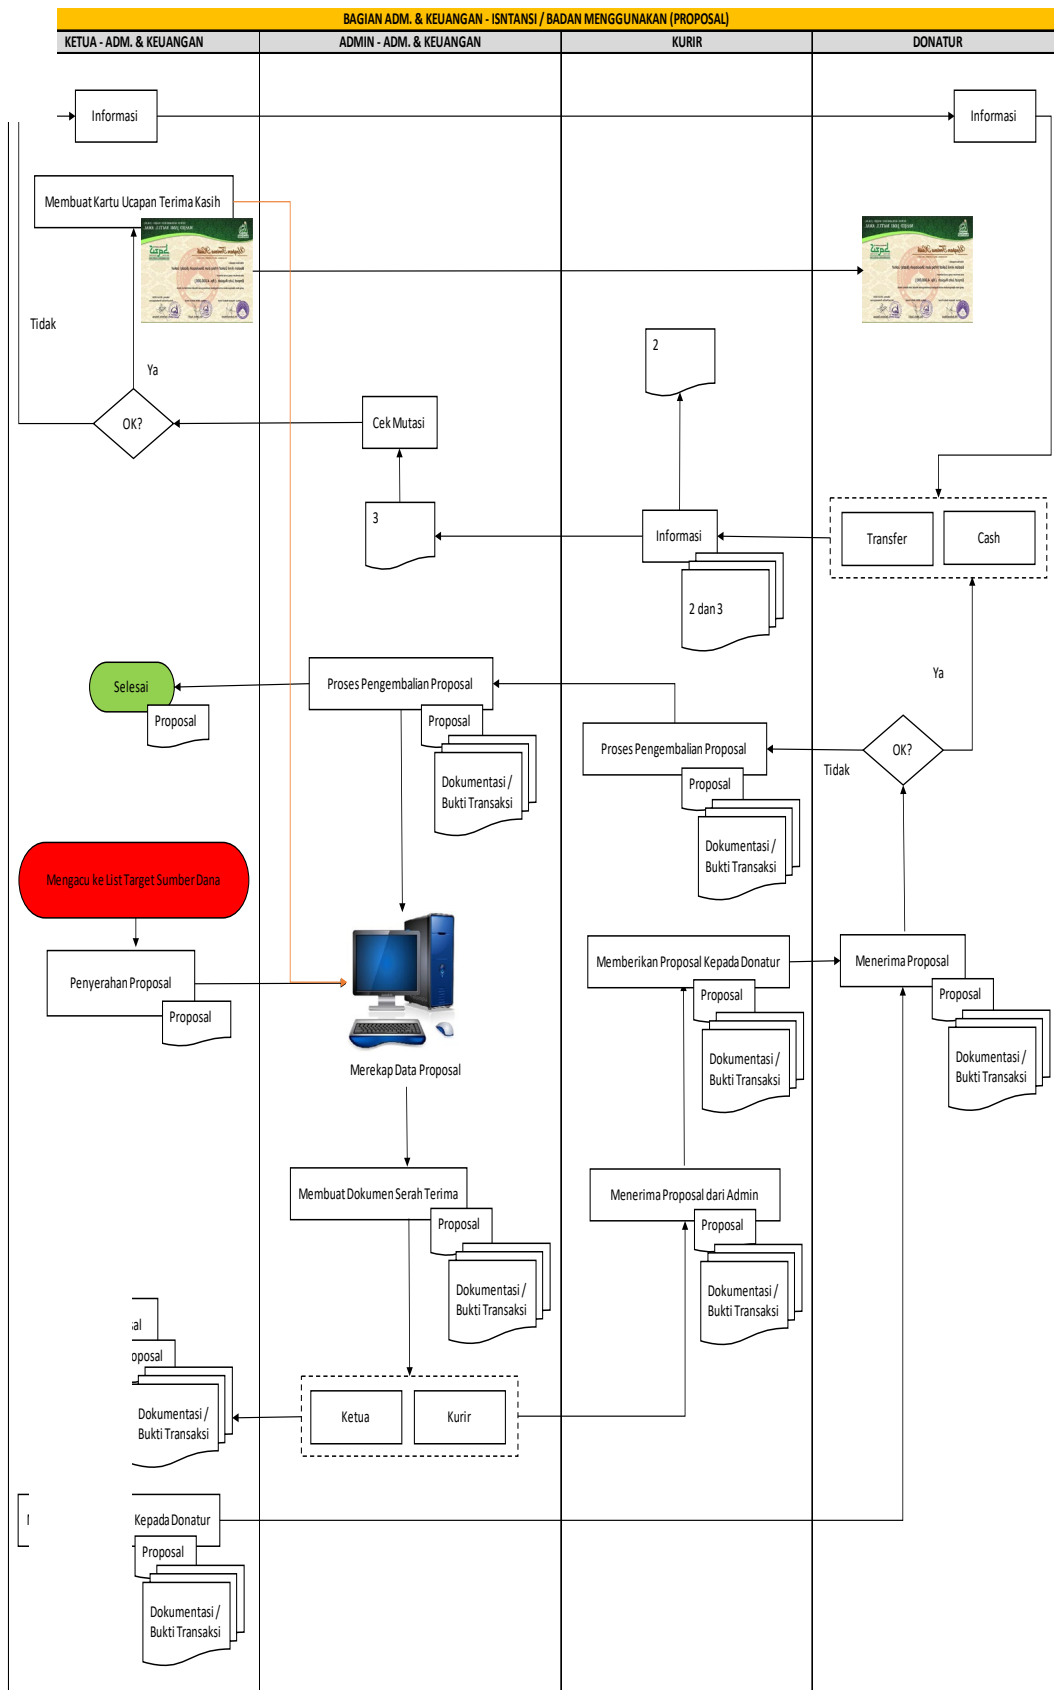 BAGIAN ADM. & KEUANGAN - ISNTANSI / BADAN MENGGUNAKAN (PROPOSAL)
KETUA - ADM. & KEUANGAN
ADMIN - ADM. & KEUANGAN
KURIR
DONATUR
Informasi
Informasi
Membuat Kartu Ucapan Terima Kasih
Tidak
Ya
OK?
Cek Mutasi
2
3
Informasi
2 dan 3
Transfer
Cash
Ya
Selesai
Proposal
Proses Pengembalian Proposal
Proposal
Dokumentasi /
Bukti Transaksi
Proses Pengembalian Proposal
Proposal
Dokumentasi /
Bukti Transaksi
OK?
Tidak
Mengacu ke List Target Sumber Dana
Penyerahan Proposal
Proposal
Merekap Data Proposal
Memberikan Proposal Kepada Donatur
Proposal
Dokumentasi /
Bukti Transaksi
Menerima Proposal
Proposal
Dokumentasi /
Bukti Transaksi
Membuat Dokumen Serah Terima
Proposal
Dokumentasi /
Bukti Transaksi
Menerima Proposal dari Admin
Proposal
Dokumentasi /
Bukti Transaksi
Dokumentasi /
Bukti Transaksi
Ketua
Kurir
Kepada Donatur
Proposal
Dokumentasi /
Bukti Transaksi